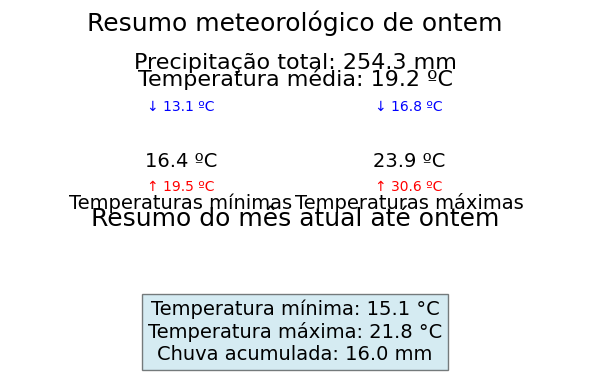 Resumo meteorológico de ontem
Precipitação total: 254.3 mm
Temperatura média: 19.2 ºC
↓ 13.1 ºC ↓ 16.8 ºC
16.4 ºC 23.9 ºC
↑ 19.5 ºC ↑ 30.6 ºC
Temperaturas mínimas Temperaturas máximas
Resumo do mês atual até ontem
Temperatura mínima: 15.1 °C
Temperatura máxima: 21.8 °C
Chuva acumulada: 16.0 mm